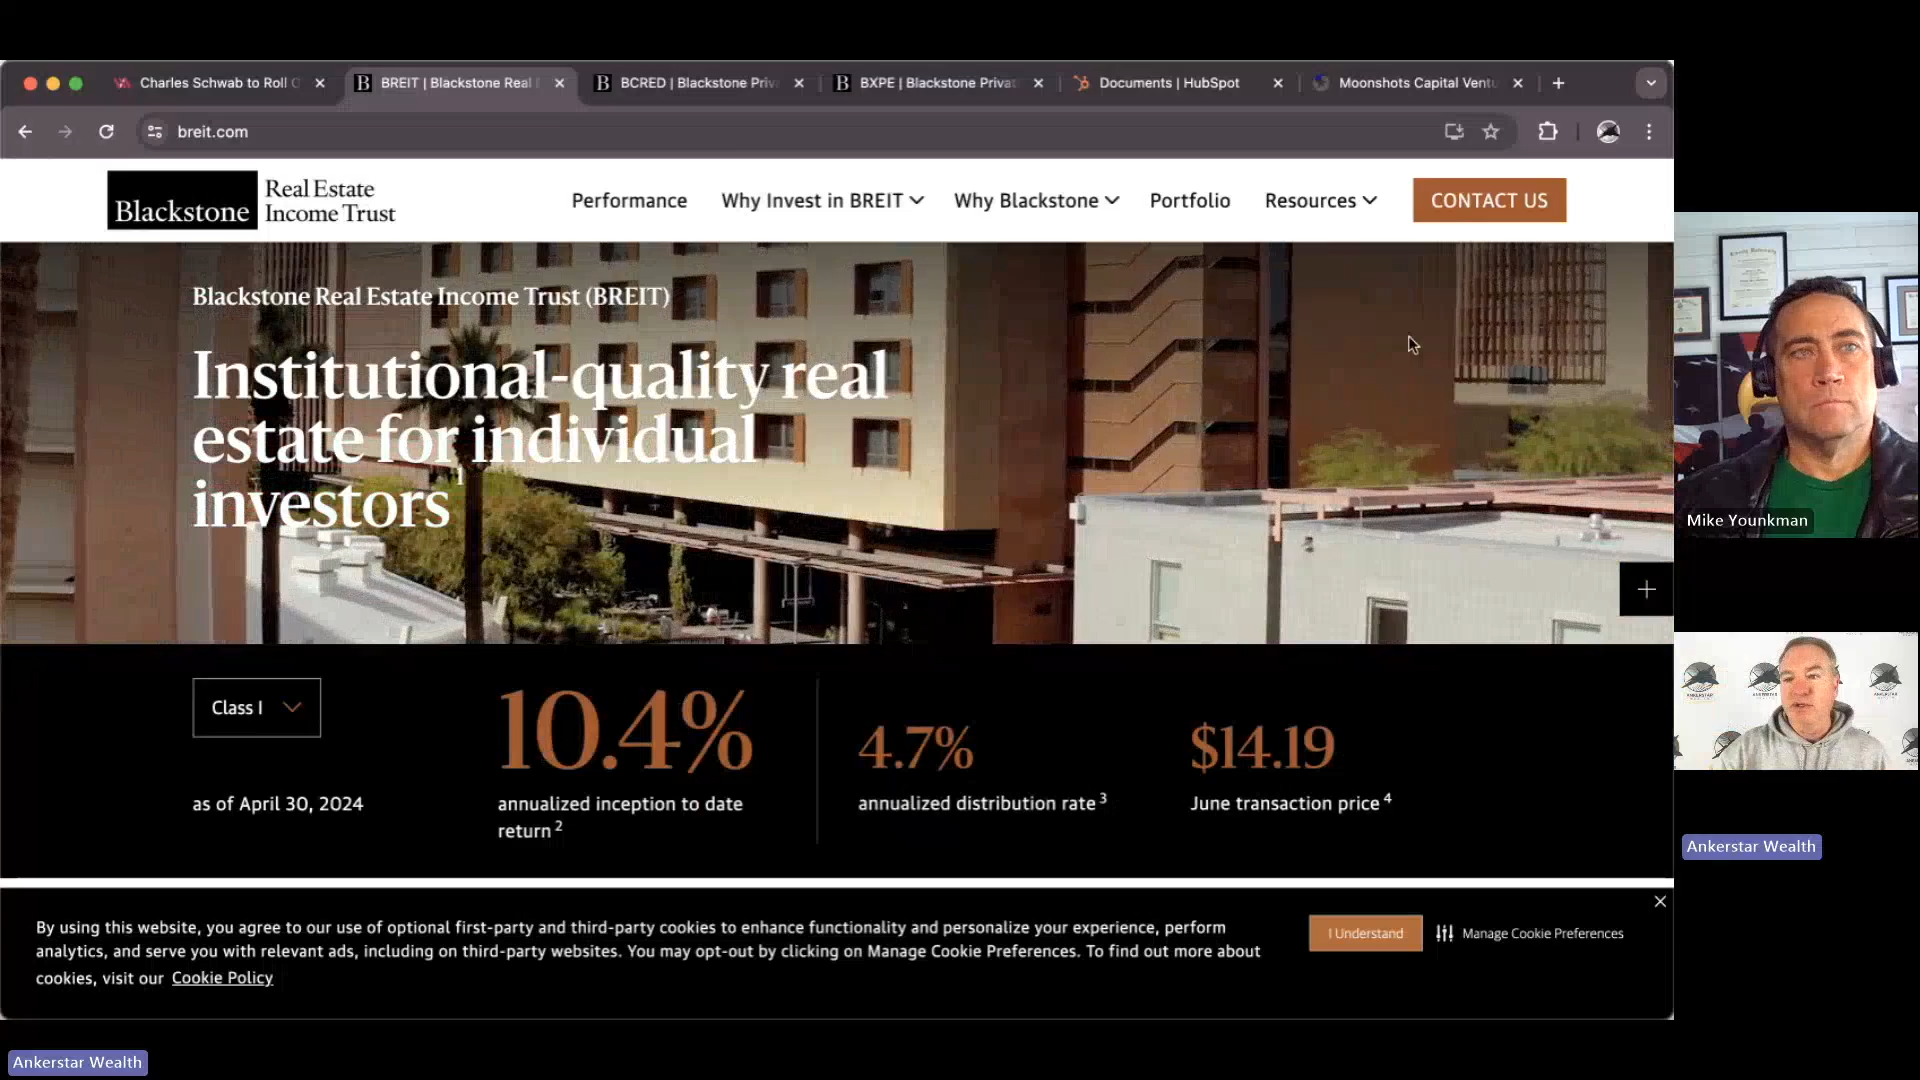 Charles Schwab to Roll
BREIT | Blackstone Real
BCRED | Blackstone Priv
BXPE | Blackstone Privat
Documents | HubSpot
Moonshots Capital Ventu
breit.com
Blackstone
Real Estate
Income Trust
Performance
Why Invest in BREIT
Why Blackstone
Portfolio
Resources
CONTACT US
Blackstone Real Estate Income Trust (BREIT)
Institutional-quality real
estate for individual
investors1
Class I
as of April 30, 2024
10.4%
annualized inception to date
return 2
4.7%
annualized distribution rate 3
$14.19
June transaction price 4
By using this website, you agree to our use of optional first-party and third-party cookies to enhance functionality and personalize your experience, perform
analytics, and serve you with relevant ads, including on third-party websites. You may opt-out by clicking on Manage Cookie Preferences. To find out more about
cookies, visit our Cookie Policy
I Understand
Manage Cookie Preferences
Mike Younkman
ANKERSTAR
ANKERSTAR
Ankerstar Wealth
Ankerstar Wealth